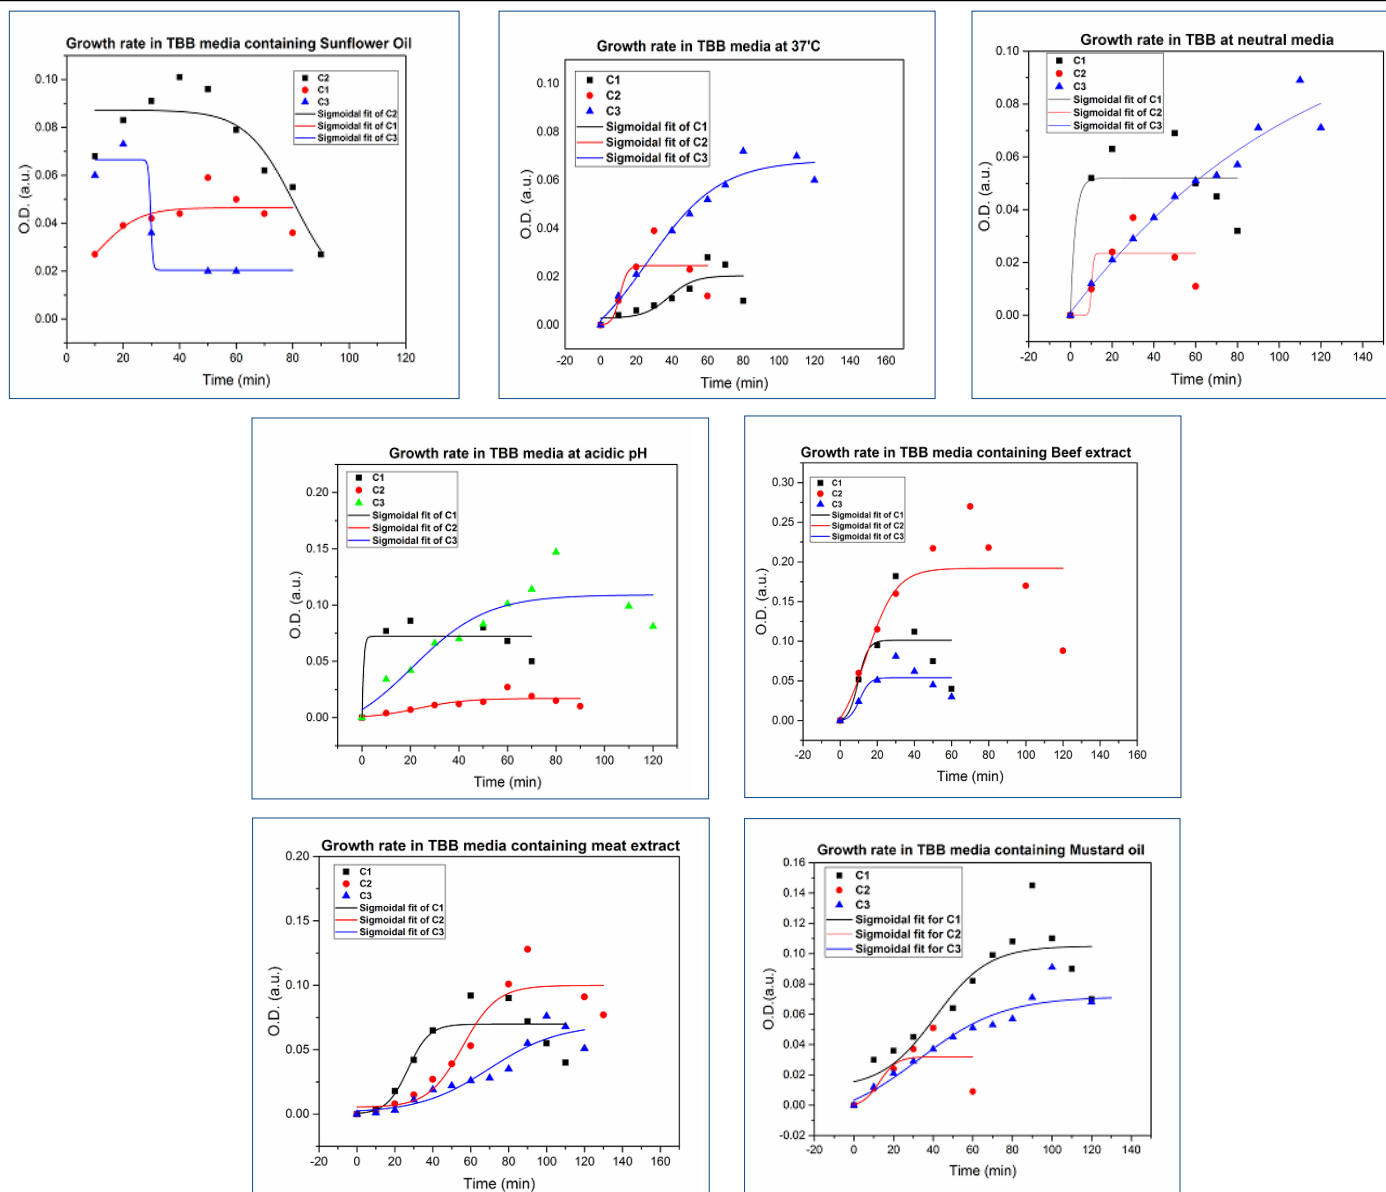 Growth rate in TBB media containing Sunflower Oil
C2
C1
C3
Sigmoidal fit of C2
Sigmoidal fit of C1
Sigmoidal fit of C3
O.D. (a.u.)
0.10
0.08
0.06
0.04
0.02
0.00
0 20 40 60 80 100 120
Time (min)
Growth rate in TBB media at 37'C
C1
C2
C3
Sigmoidal fit of C1
Sigmoidal fit of C2
Sigmoidal fit of C3
O.D. (a.u.)
0.10
0.08
0.06
0.04
0.02
0.00
-20 0 20 40 60 80 100 120 140 160
Time (min)
Growth rate in TBB at neutral media
C1
C2
C3
Sigmoidal fit of C1
Sigmoidal fit of C2
Sigmoidal fit of C3
O.D. (a.u.)
0.10
0.08
0.06
0.04
0.02
0.00
-20 0 20 40 60 80 100 120 140
Time (min)
Growth rate in TBB media at acidic pH
C1
C2
C3
Sigmoidal fit of C1
Sigmoidal fit of C2
Sigmoidal fit of C3
O.D. (a.u.)
0.20
0.15
0.10
0.05
0.00
0 20 40 60 80 100 120
Time (min)
Growth rate in TBB media containing Beef extract
C1
C2
C3
Sigmoidal fit of C1
Sigmoidal fit of C2
Sigmoidal fit of C3
O.D. (a.u.)
0.30
0.25
0.20
0.15
0.10
0.05
0.00
-20 0 20 40 60 80 100 120 140 160
Time (min)
Growth rate in TBB media containing meat extract
C1
C2
C3
Sigmoidal fit of C1
Sigmoidal fit of C2
Sigmoidal fit of C3
O.D. (a.u.)
0.20
0.15
0.10
0.05
0.00
-20 0 20 40 60 80 100 120 140 160
Time (min)
Growth rate in TBB media containing Mustard oil
C1
C2
C3
Sigmoidal fit for C1
Sigmoidal fit for C2
Sigmoidal fit for C3
O.D.(a.u.)
0.16
0.14
0.12
0.10
0.08
0.06
0.04
0.02
0.00
-0.02
-20 0 20 40 60 80 100 120 140
Time (min)